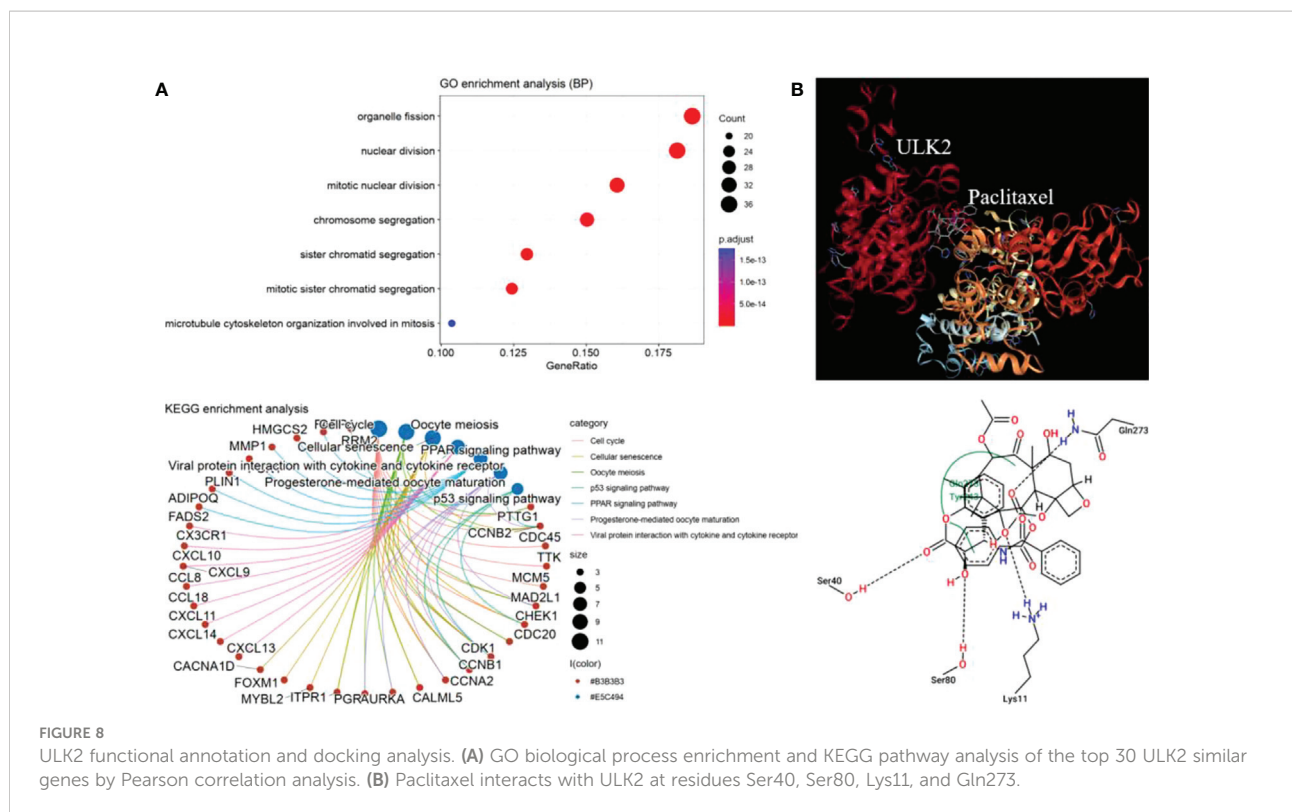 A
GO enrichment analysis (BP)
organelle fission
nuclear division
mitotic nuclear division
chromosome segregation
sister chromatid segregation
mitotic sister chromatid segregation
microtubule cytoskeleton organization involved in mitosis
0.100
0.125
0.150
0.175
GeneRatio
Count
20
24
28
32
36
p.adjust
1.5e-13
1.0e-13
5.0e-14
KEGG enrichment analysis
Cell cycle
Oocyte meiosis
HMGCS2
RRM2
Cellular senescence
PPAR signaling pathway
MMP1
Viral protein interaction with cytokine and cytokine receptor
PLIN1
Progesterone-mediated oocyte maturation
ADIPOQ
p53 signaling pathway
FADS2
PTTG1
CX3CR1
CCNB2
CDC45
CXCL10
TTK
CXCL9
CCL8
MCM5
CCL18
MAD2L1
CXCL11
CHEK1
CXCL14
CDC20
CXCL13
CDK1
CACNA1D
CCNB1
FOXM1
CCNA2
MYBL2
ITPR1
PGR
AURKA
CALML5
category
Cell cycle
Cellular senescence
Oocyte meiosis
p53 signaling pathway
PPAR signaling pathway
Progesterone-mediated oocyte maturation
Viral protein interaction with cytokine and cytokine receptor
size
3
5
7
9
11
I(color)
#B3B3B3
#E5C494
B
ULK2
Paclitaxel
O
O
O
OH
H
N
H
O
Gln273
H
Ser40
O
H
H
Ser80
O
H
Lys11
FIGURE 8
ULK2 functional annotation and docking analysis. (A) GO biological process enrichment and KEGG pathway analysis of the top 30 ULK2 similar
genes by Pearson correlation analysis. (B) Paclitaxel interacts with ULK2 at residues Ser40, Ser80, Lys11, and Gln273.